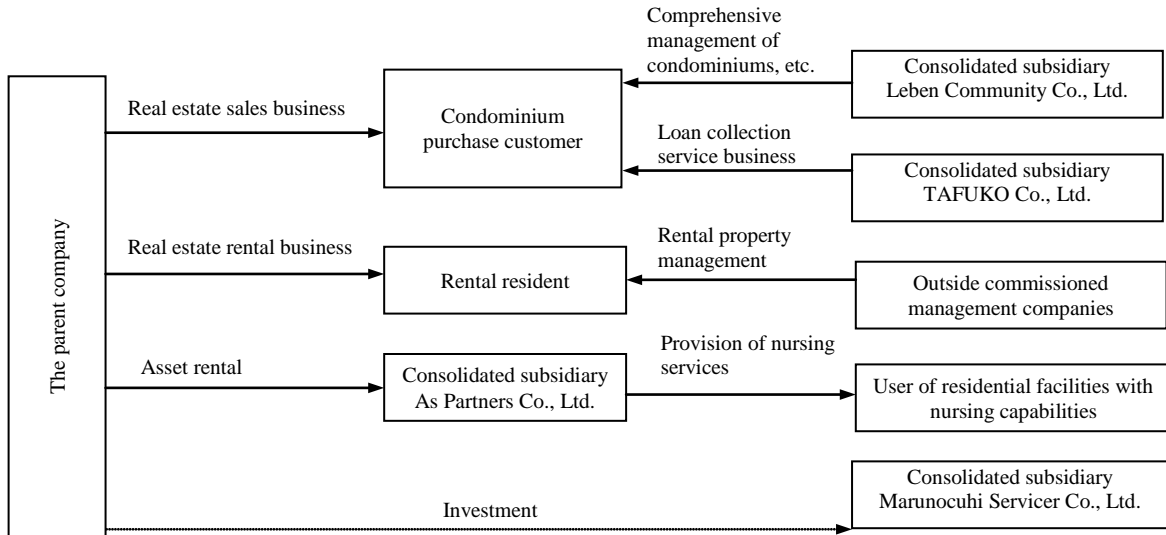 Comprehensive
management of
condominiums, etc.
Consolidated subsidiary
Leben Community Co., Ltd.
Real estate sales business
Condominium
purchase customer
Loan collection
service business
Consolidated subsidiary
TAFUKO Co., Ltd.
The parent company
Real estate rental business
Rental resident
Rental property
management
Outside commissioned
management companies
Asset rental
Consolidated subsidiary
As Partners Co., Ltd.
Provision of nursing
services
User of residential facilities with
nursing capabilities
Investment
Consolidated subsidiary
Marunocuhi Servicer Co., Ltd.